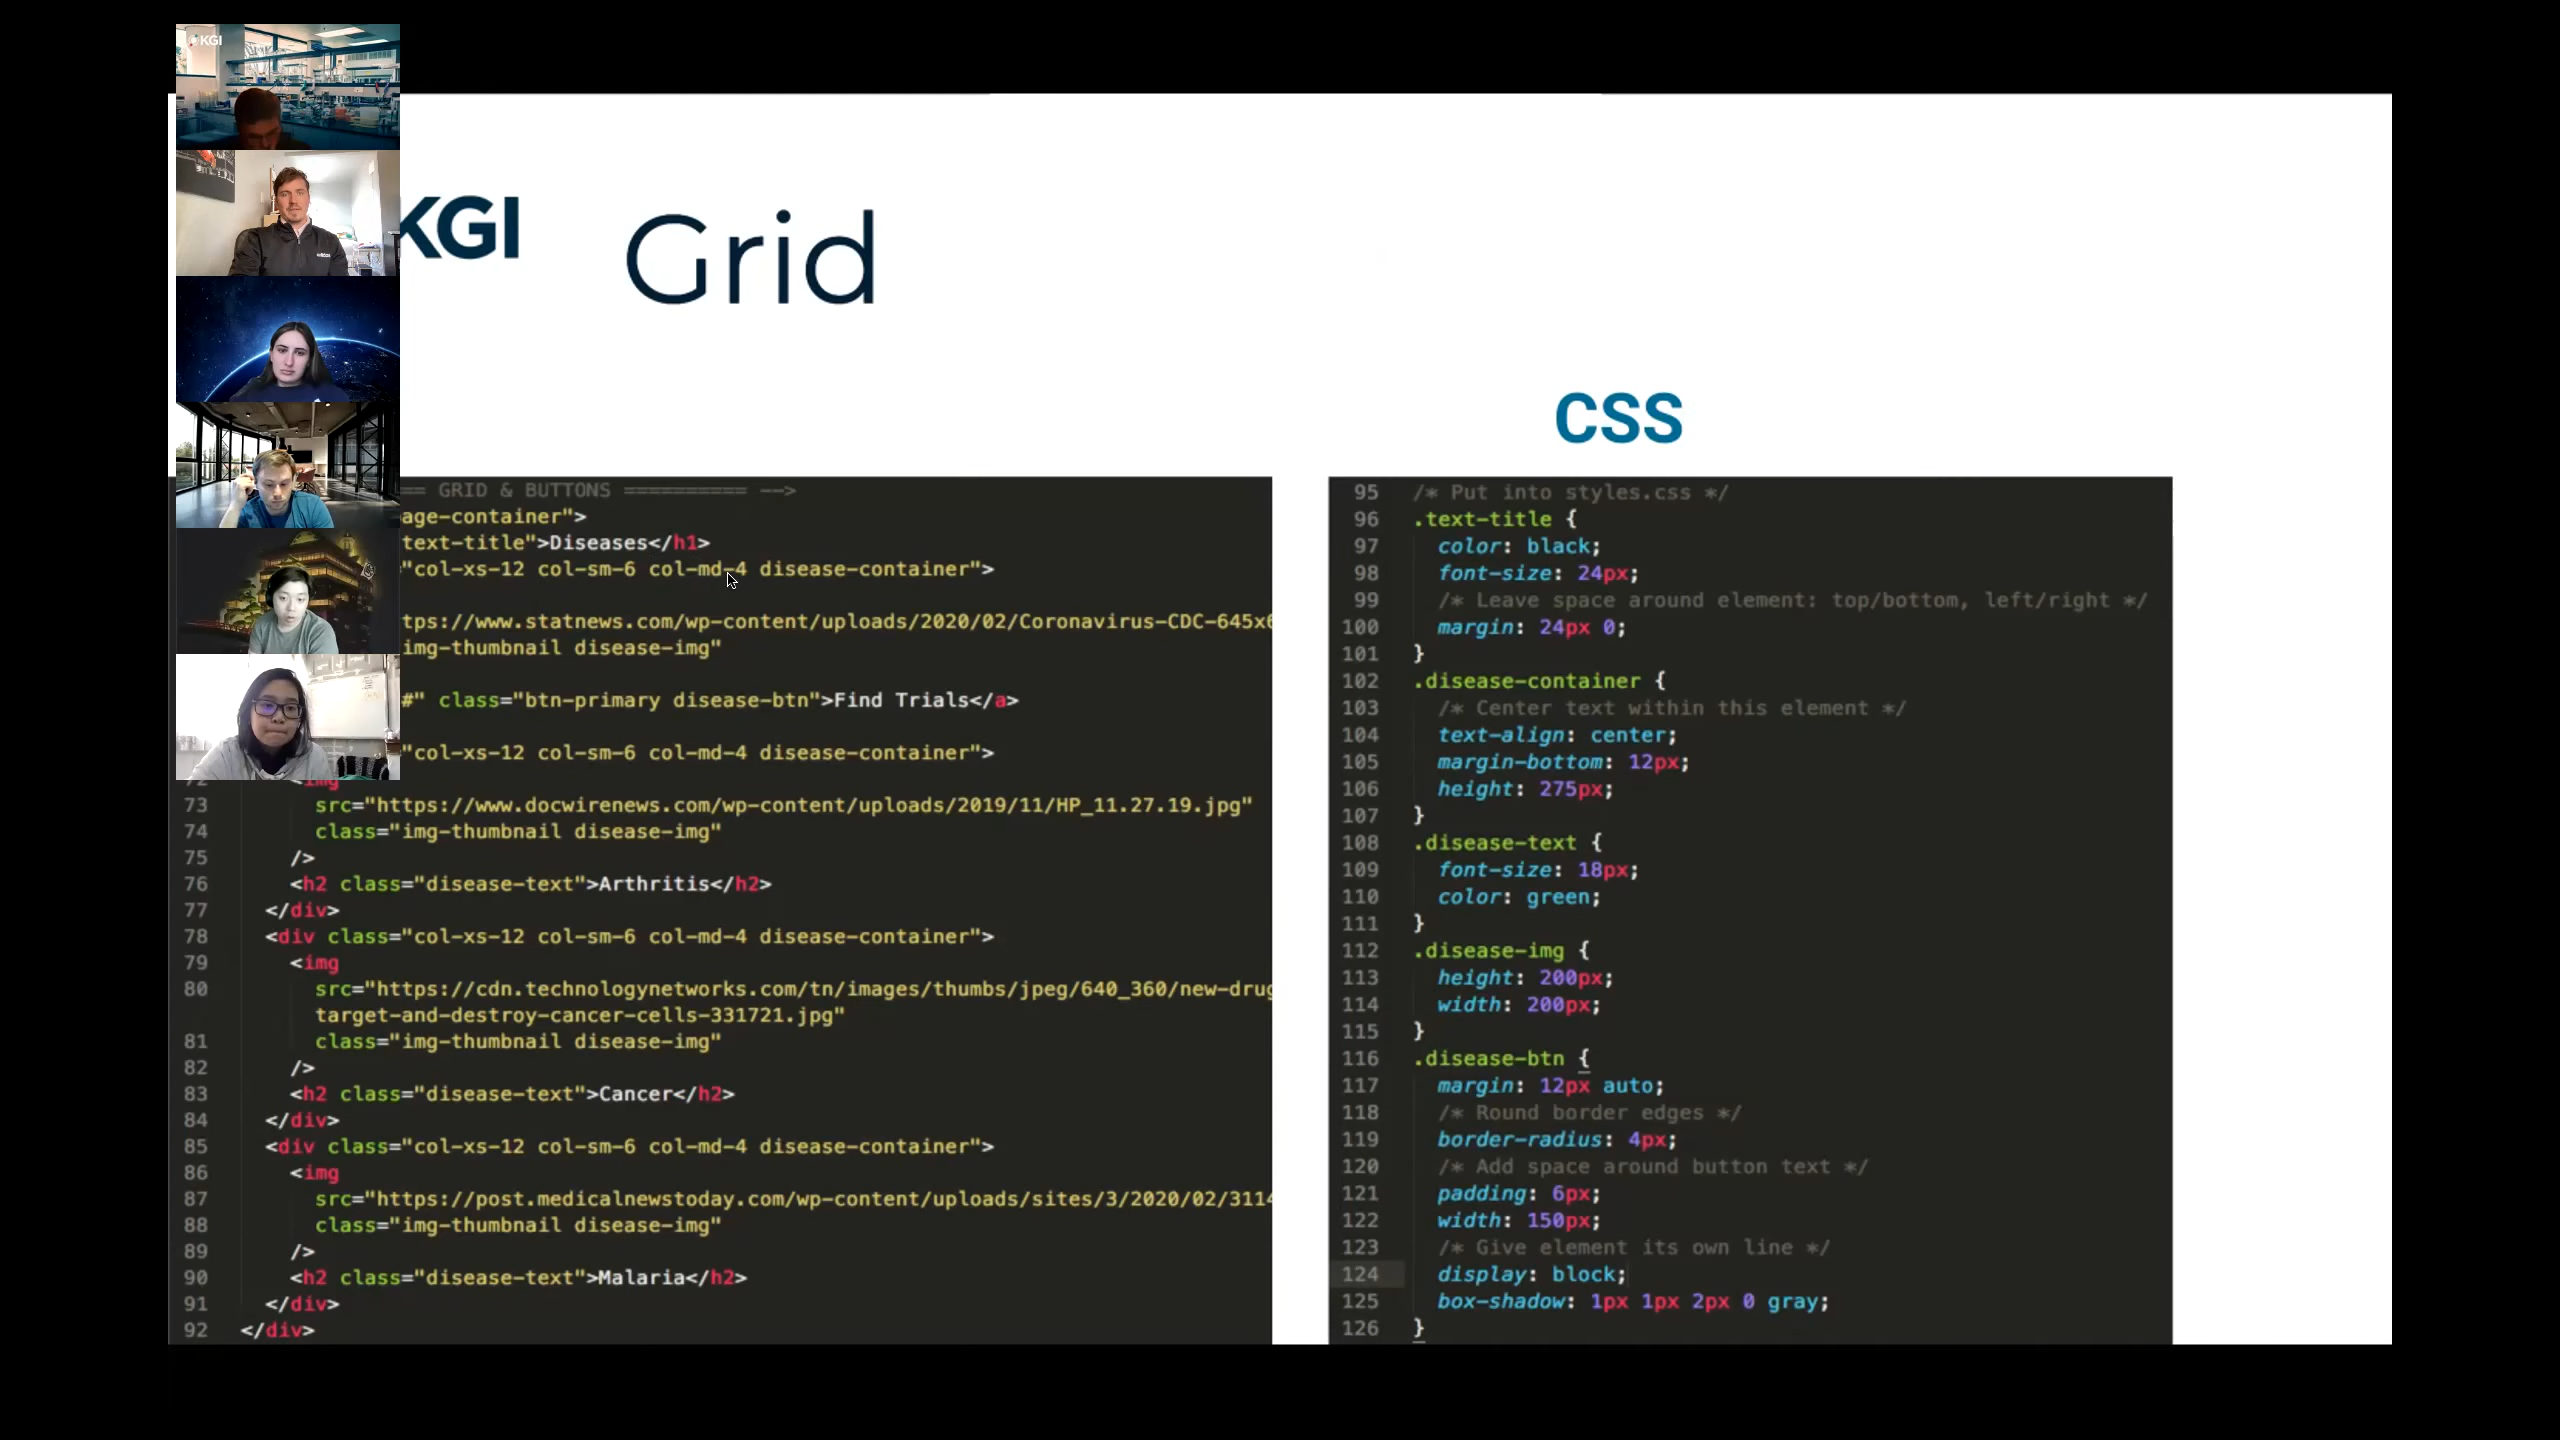 KGI
KGI
Grid
CSS
== GRID & BUTTONS ========== -->
age-container">
text-title">Diseases</h1>
"col-xs-12 col-sm-6 col-md-4 disease-container">
tps://www.statnews.com/wp-content/uploads/2020/02/Coronavirus-CDC-645x6
img-thumbnail disease-img"
#" class="btn-primary disease-btn">Find Trials</a>
"col-xs-12 col-sm-6 col-md-4 disease-container">
72 <img
73 src="https://www.docwirenews.com/wp-content/uploads/2019/11/HP_11.27.19.jpg"
74 class="img-thumbnail disease-img"
75 />
76 <h2 class="disease-text">Arthritis</h2>
77 </div>
78 <div class="col-xs-12 col-sm-6 col-md-4 disease-container">
79 <img
80 src="https://cdn.technologynetworks.com/tn/images/thumbs/jpeg/640_360/new-drug
target-and-destroy-cancer-cells-331721.jpg"
81 class="img-thumbnail disease-img"
82 />
83 <h2 class="disease-text">Cancer</h2>
84 </div>
85 <div class="col-xs-12 col-sm-6 col-md-4 disease-container">
86 <img
87 src="https://post.medicalnewstoday.com/wp-content/uploads/sites/3/2020/02/3114
88 class="img-thumbnail disease-img"
89 />
90 <h2 class="disease-text">Malaria</h2>
91 </div>
92 </div>
95 /* Put into styles.css */
96 .text-title {
97 color: black;
98 font-size: 24px;
99 /* Leave space around element: top/bottom, left/right */
100 margin: 24px 0;
101 }
102 .disease-container {
103 /* Center text within this element */
104 text-align: center;
105 margin-bottom: 12px;
106 height: 275px;
107 }
108 .disease-text {
109 font-size: 18px;
110 color: green;
111 }
112 .disease-img {
113 height: 200px;
114 width: 200px;
115 }
116 .disease-btn {
117 margin: 12px auto;
118 /* Round border edges */
119 border-radius: 4px;
120 /* Add space around button text */
121 padding: 6px;
122 width: 150px;
123 /* Give element its own line */
124 display: block;
125 box-shadow: 1px 1px 2px 0 gray;
126 }